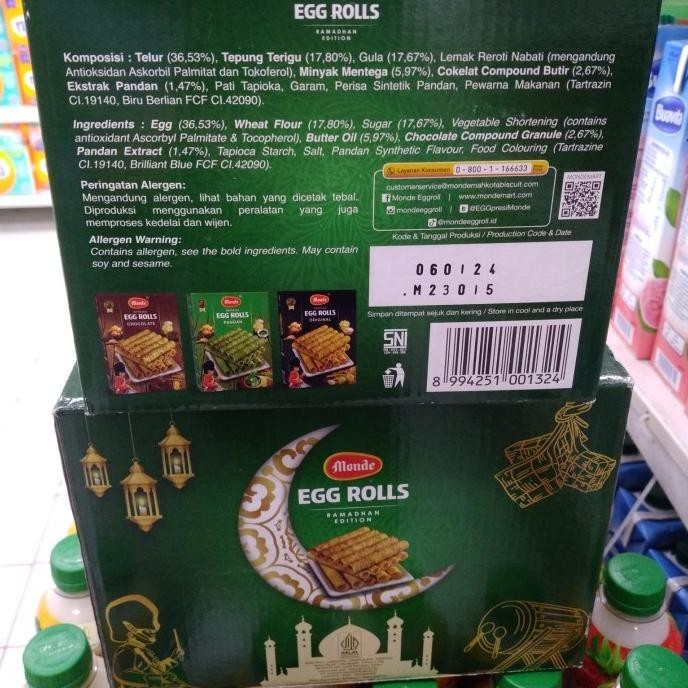 EGG ROLLS
RAMADHAN
EDITION
Komposisi : Telur (36,53%), Tepung Terigu (17,80%), Gula (17,67%), Lemak Reroti Nabati (mengandung
Antioksidan Askorbil Palmitat dan Tokoferol), Minyak Mentega (5,97%), Cokelat Compound Butir (2,67%),
Ekstrak Pandan (1,47%), Pati Tapioka, Garam, Perisa Sintetik Pandan, Pewarna Makanan (Tartrazin
CI.19140, Biru Berlian FCF CI.42090).
Ingredients : Egg (36,53%), Wheat Flour (17,80%), Sugar (17,67%), Vegetable Shortening (contains
antioxidant Ascorbyl Palmitate & Tocopherol), Butter Oil (5,97%), Chocolate Compound Granule (2,67%),
Pandan Extract (1,47%), Tapioca Starch, Salt, Pandan Synthetic Flavour, Food Colouring (Tartrazine
CI.19140, Brilliant Blue FCF CI.42090).
Peringatan Alergen:
Mengandung alergen, lihat bahan yang dicetak tebal.
Diproduksi menggunakan peralatan yang juga
memproses kedelai dan wijen.
Allergen Warning:
Contains allergen, see the bold ingredients. May contain
soy and sesame.
Layanan Konsumen 0-800-1-166633
customerservice@mondemahkotabiscuit.com
Monde Eggroll | www.mondemart.com
mondeeggroll | @EGGpresiMonde
@mondeeggroll.id
MONDEMART
Kode & Tanggal Produksi / Production Code & Date
060124
.M23015
Simpan ditempat sejuk dan kering / Store in cool and a dry place
Monde
EGG ROLLS
CHOCOLATE
Monde
EGG ROLLS
PANDAN
Monde
EGG ROLLS
ORIGINAL
SNI
8 994251 001324
Buavita
Monde
EGG ROLLS
RAMADHAN
EDITION
HALAL